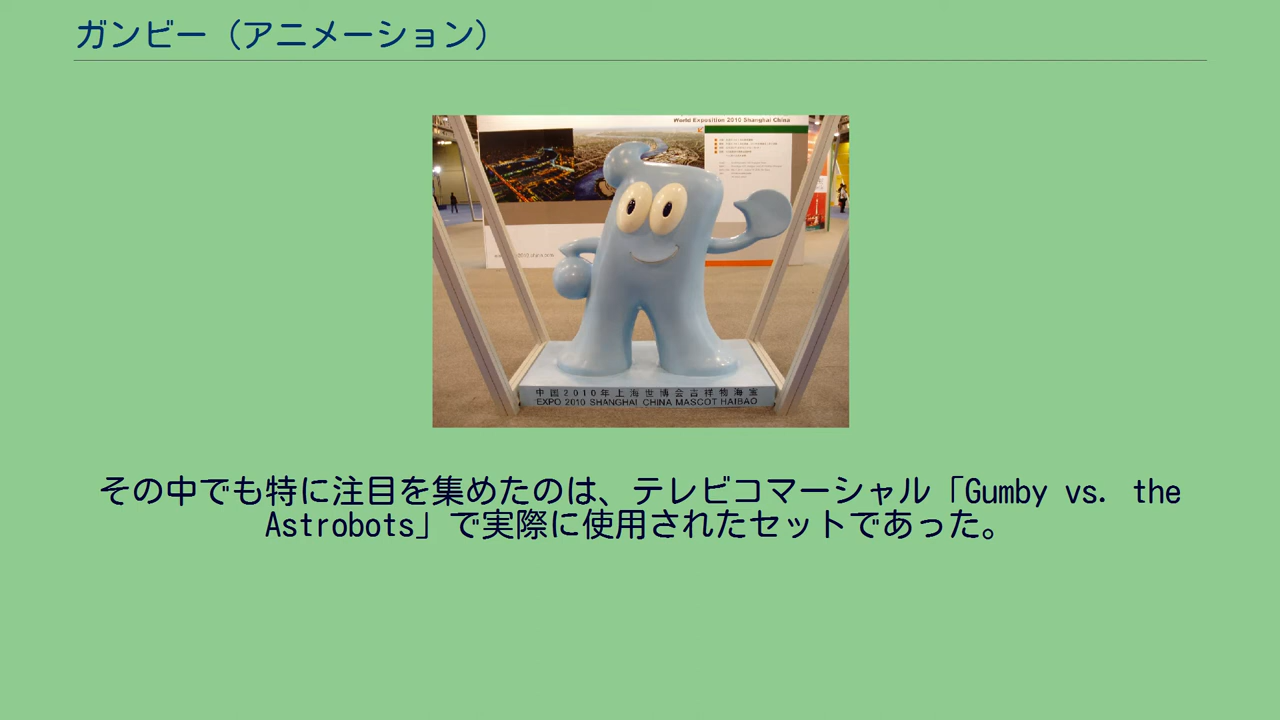 ガンビー（アニメーション）
World Exposition 2010 Shanghai China
中国2010年上海世博会吉祥物海宝
EXPO 2010 SHANGHAI CHINA MASCOT HAIBAO
その中でも特に注目を集めたのは、テレビコマーシャル「Gumby vs. the
Astrobots」で実際に使用されたセットであった。